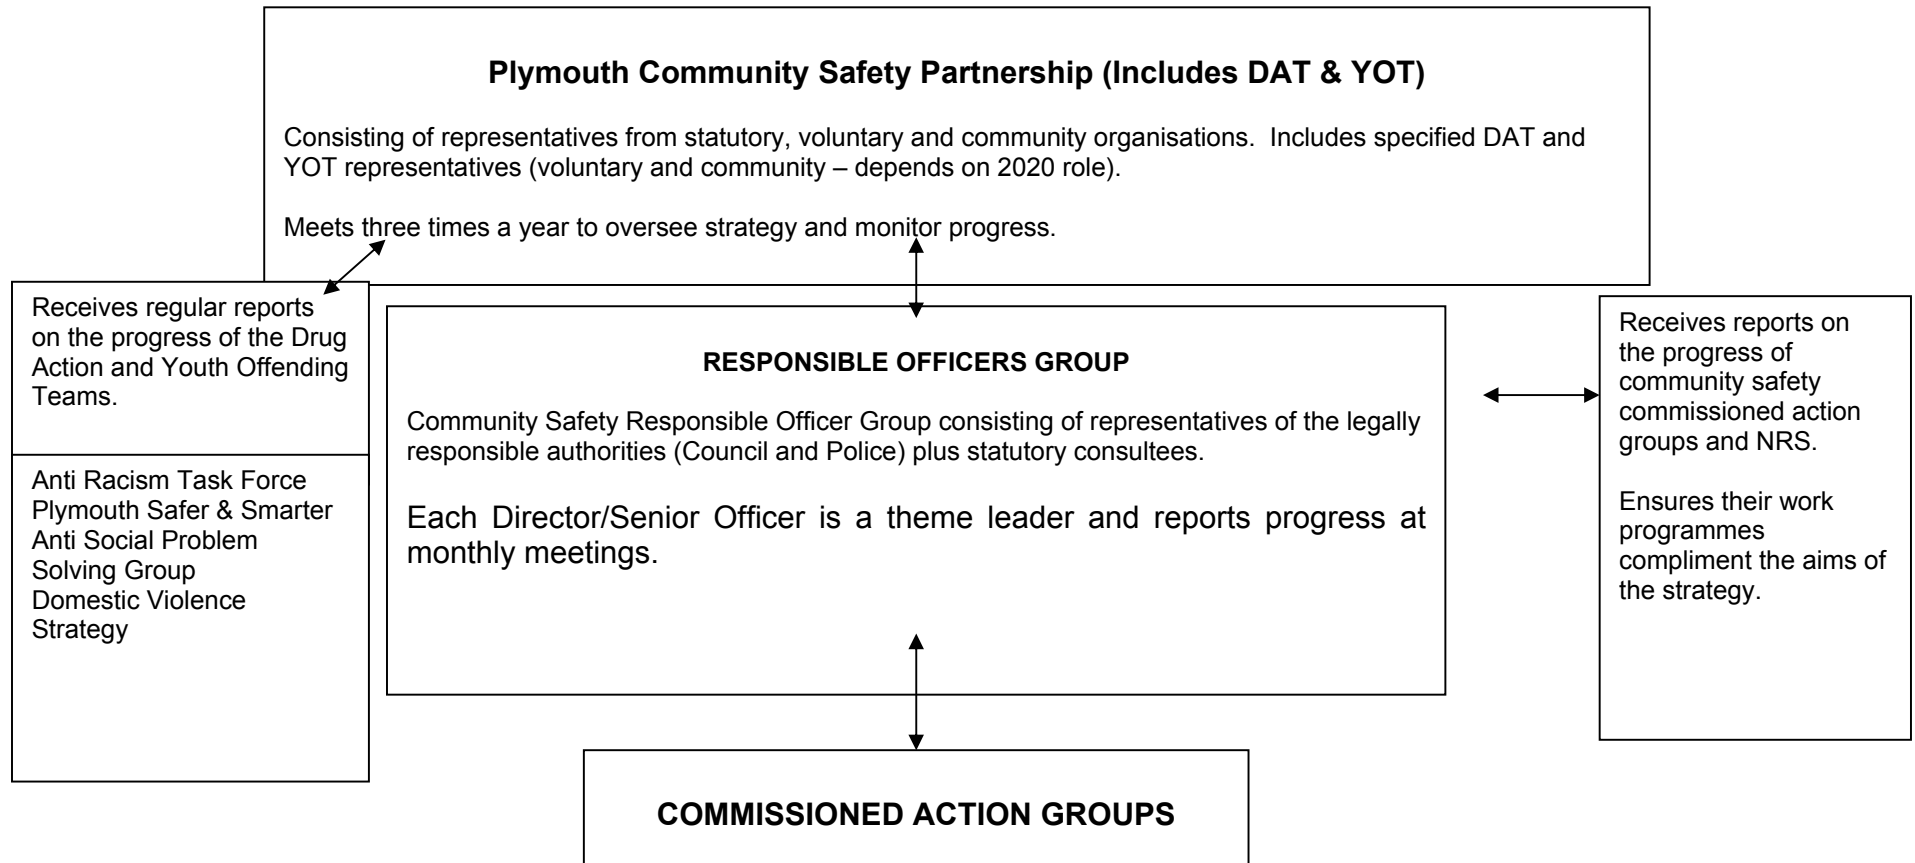 Plymouth Community Safety Partnership (Includes DAT & YOT)
Consisting of representatives from statutory, voluntary and community organisations. Includes specified DAT and
YOT representatives (voluntary and community – depends on 2020 role).
Meets three times a year to oversee strategy and monitor progress.
Receives regular reports
on the progress of the Drug
Action and Youth Offending
Teams.
Anti Racism Task Force
Plymouth Safer & Smarter
Anti Social Problem
Solving Group
Domestic Violence
Strategy
RESPONSIBLE OFFICERS GROUP
Community Safety Responsible Officer Group consisting of representatives of the legally
responsible authorities (Council and Police) plus statutory consultees.
Each Director/Senior Officer is a theme leader and reports progress at
monthly meetings.
Receives reports on
the progress of
community safety
commissioned action
groups and NRS.
Ensures their work
programmes
compliment the aims of
the strategy.
COMMISSIONED ACTION GROUPS